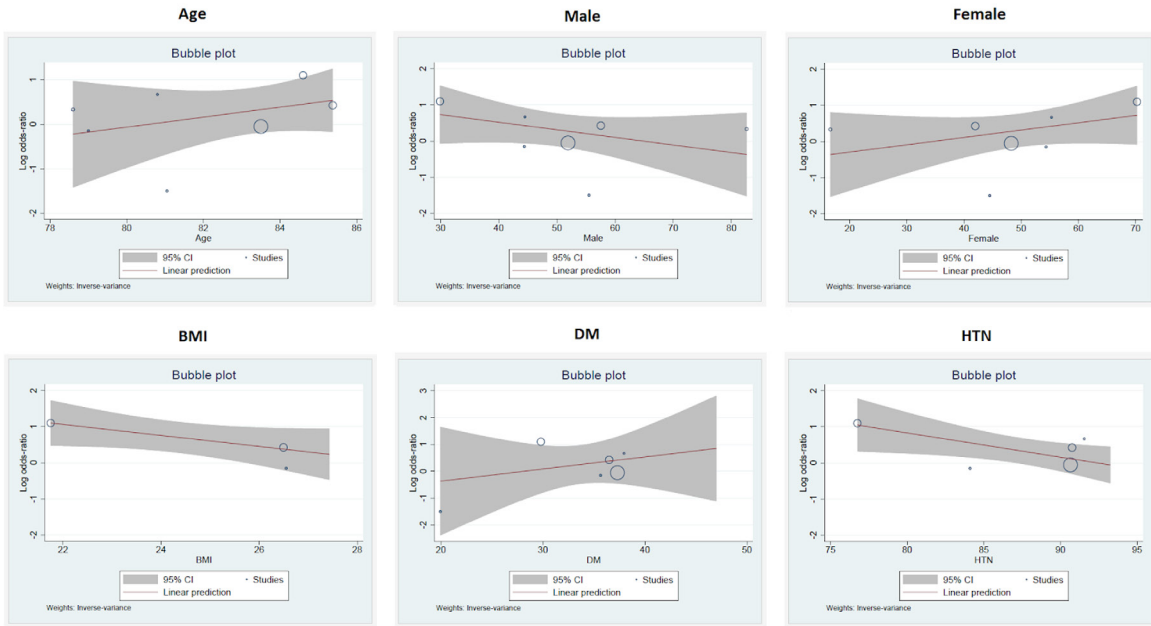 Age
Bubble plot
Log odds-ratio
1
0
-1
-2
78 80 82 84 86
Age
95% CI • Studies
Linear prediction
Weights: Inverse-variance
Male
Bubble plot
Log odds-ratio
2
1
0
-1
-2
30 40 50 60 70 80
Male
95% CI • Studies
Linear prediction
Weights: Inverse-variance
Female
Bubble plot
Log odds-ratio
2
1
0
-1
-2
20 30 40 50 60 70
Female
95% CI • Studies
Linear prediction
Weights: Inverse-variance
BMI
Bubble plot
Log odds-ratio
2
1
0
-1
-2
22 24 26 28
BMI
95% CI • Studies
Linear prediction
Weights: Inverse-variance
DM
Bubble plot
Log odds-ratio
3
2
1
0
-1
-2
20 30 40 50
DM
95% CI • Studies
Linear prediction
Weights: Inverse-variance
HTN
Bubble plot
Log odds-ratio
2
1
0
-1
-2
75 80 85 90 95
HTN
95% CI • Studies
Linear prediction
Weights: Inverse-variance